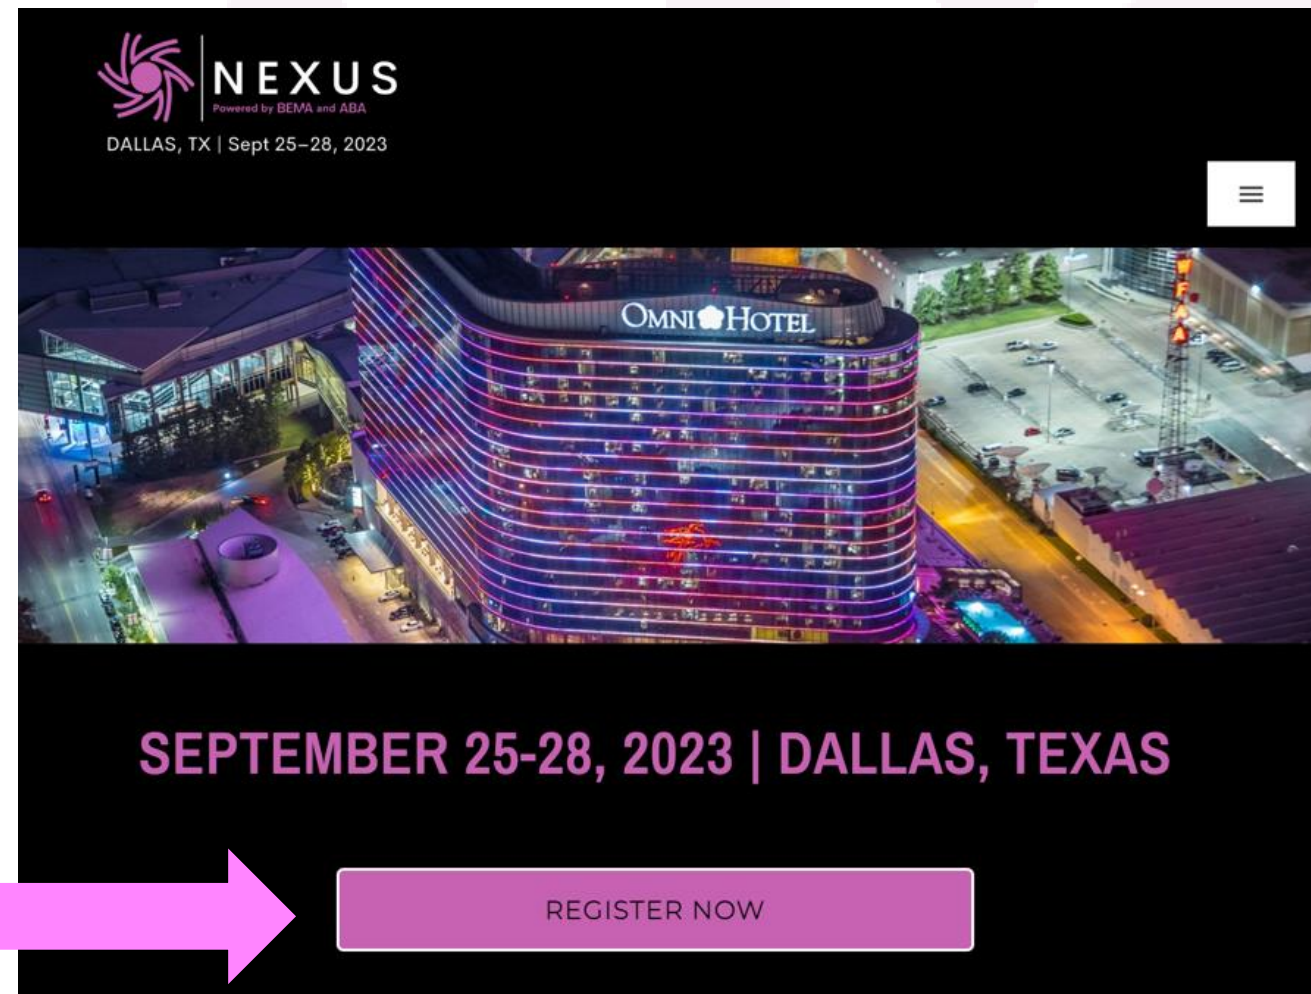 NEXUS
Powered by BEMA and ABA
DALLAS, TX | Sept 25–28, 2023
OMNI HOTEL
WFAA
SEPTEMBER 25-28, 2023 | DALLAS, TEXAS
REGISTER NOW